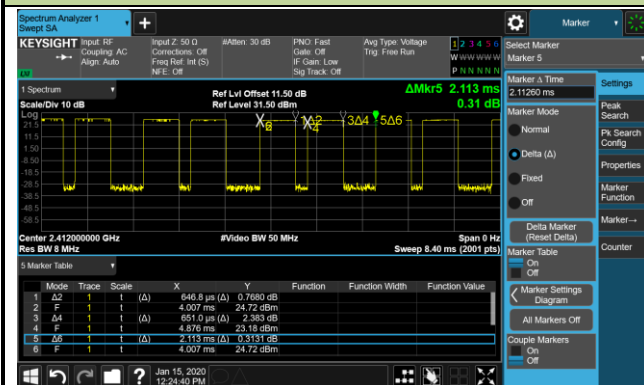 Spectrum Analyzer 1
Swept SA
+
Marker
KEYSIGHT
Input: RF
Coupling: AC
Align: Auto
Input Z: 50 Ω
Corrections: Off
Freq Ref: Int (S)
NFE: Off
#Atten: 30 dB
PNO: Fast
Gate: Off
IF Gain: Low
Sig Track: Off
Avg Type: Voltage
Trig: Free Run
1 2 3 4 5 6
W W W W W W
P N N N N N
Select Marker
Marker 5
1 Spectrum
Scale/Div 10 dB
Ref Lvl Offset 11.50 dB
Ref Level 31.50 dBm
ΔMkr5 2.113 ms
0.31 dB
Log
21.5
11.5
1.50
-8.50
-18.5
-28.5
-38.5
-48.5
-58.5
3Δ4
5Δ6
Center 2.412000000 GHz
Res BW 8 MHz
#Video BW 50 MHz
Span 0 Hz
Sweep 8.40 ms (2001 pts)
5 Marker Table
Mode Trace Scale X Y Function Function Width Function Value
1 Δ2 1 t (Δ) 646.8 µs (Δ) 0.7680 dB
2 F 1 t 4.007 ms 24.72 dBm
3 Δ4 1 t (Δ) 651.0 µs (Δ) 2.383 dB
4 F 1 t 4.876 ms 23.18 dBm
5 Δ6 1 t (Δ) 2.113 ms (Δ) 0.3131 dB
6 F 1 t 4.007 ms 24.72 dBm
Jan 15, 2020
12:24:40 PM
Marker Δ Time
2.11260 ms
Marker Mode
Normal
Delta (Δ)
Fixed
Off
Delta Marker
(Reset Delta)
Marker Table
On
Off
Marker Settings
Diagram
All Markers Off
Couple Markers
On
Off
Settings
Peak
Search
Pk Search
Config
Properties
Marker
Function
Marker→
Counter